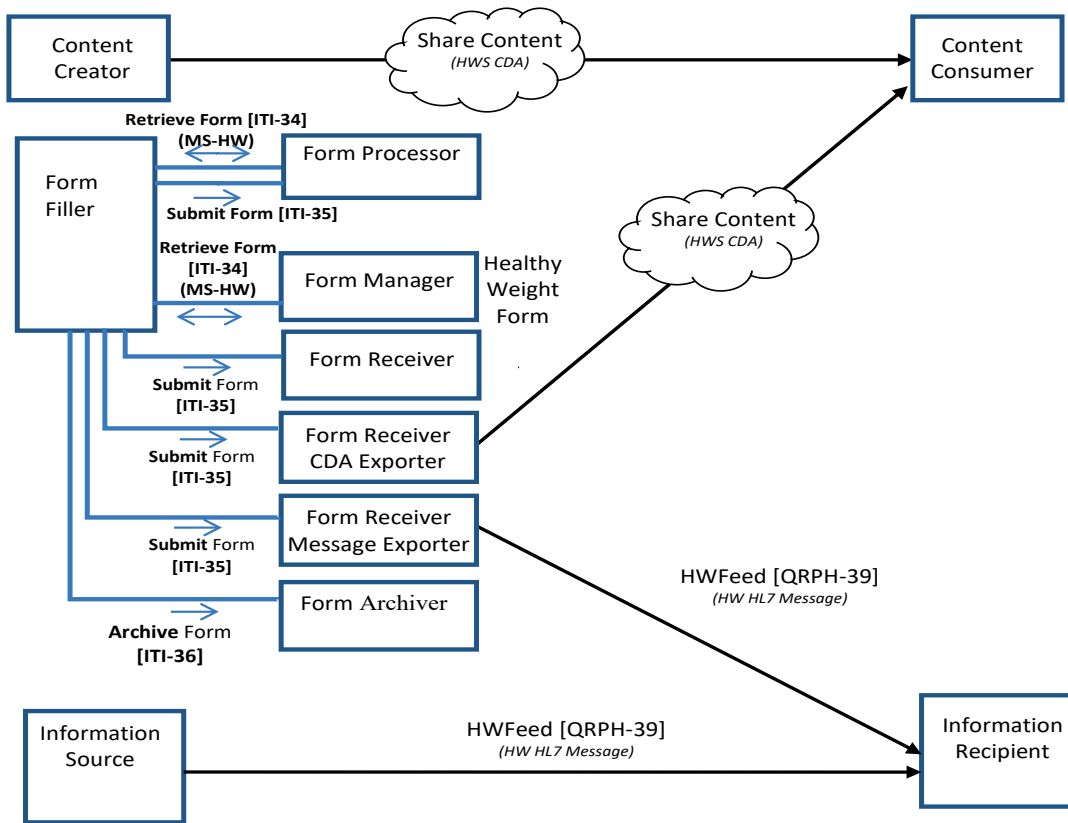 Content
Creator
Share Content
(HWS CDA)
Content
Consumer
Retrieve Form [ITI-34]
(MS-HW)
Form
Filler
Form Processor
Submit Form [ITI-35]
Share Content
(HWS CDA)
Retrieve Form
[ITI-34]
(MS-HW)
Form Manager
Healthy
Weight
Form
Form Receiver
.
Submit Form
[ITI-35]
Form Receiver
CDA Exporter
Submit Form
[ITI-35]
Form Receiver
Message Exporter
Submit Form
[ITI-35]
HWFeed [QRPH-39]
(HW HL7 Message)
Form Archiver
Archive Form
[ITI-36]
Information
Source
HWFeed [QRPH-39]
(HW HL7 Message)
Information
Recipient